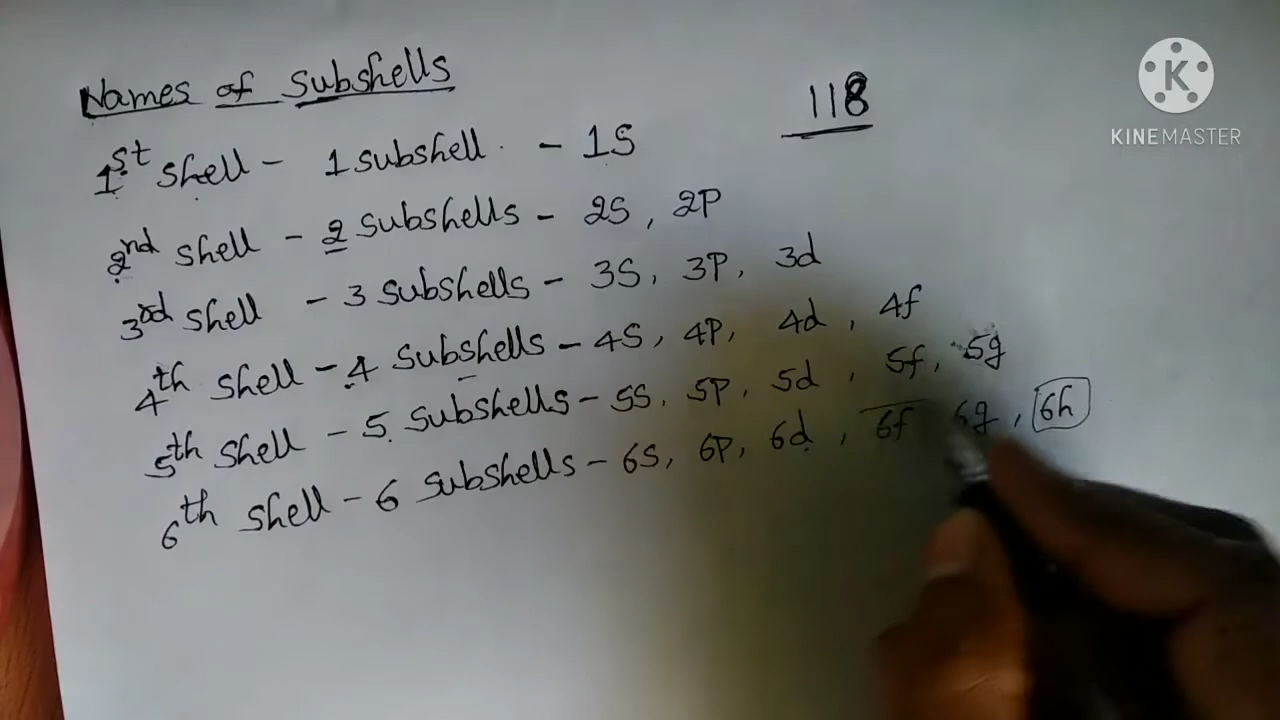 Names of Subshells
118
1st shell - 1 subshell - 1S
2nd shell - 2 subshells - 2S, 2P
3rd shell - 3 subshells - 3S, 3P, 3d
4th shell - 4 subshells - 4S, 4P, 4d, 4f
5th shell - 5 subshells - 5S, 5P, 5d, 5f, 5g
6th shell - 6 subshells - 6S, 6P, 6d, 6f 6g, 6h
K
KINEMASTER